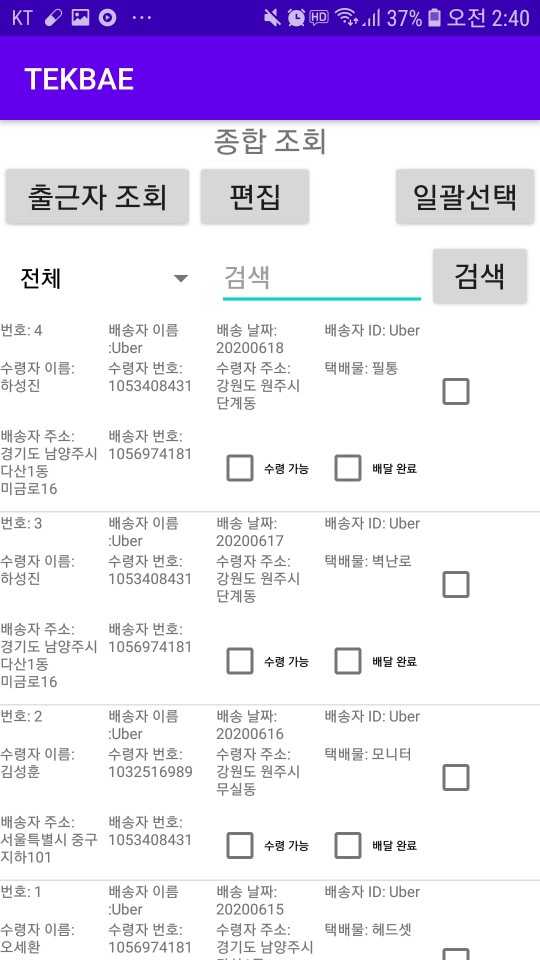 KT HD 37% 오전 2:40
TEKBAE
종합 조회
출근자 조회 편집 일괄선택
전체 검색 검색
번호: 4 배송자 이름 배송 날짜: 배송자 ID: Uber
:Uber 20200618
수령자 이름: 수령자 번호: 수령자 주소: 택배물: 필통
하성진 1053408431 강원도 원주시
단계동
배송자 주소: 배송자 번호:
경기도 남양주시 1056974181
다산1동 수령 가능 배달 완료
미금로16
번호: 3 배송자 이름 배송 날짜: 배송자 ID: Uber
:Uber 20200617
수령자 이름: 수령자 번호: 수령자 주소: 택배물: 벽난로
하성진 1053408431 강원도 원주시
단계동
배송자 주소: 배송자 번호:
경기도 남양주시 1056974181
다산1동 수령 가능 배달 완료
미금로16
번호: 2 배송자 이름 배송 날짜: 배송자 ID: Uber
:Uber 20200616
수령자 이름: 수령자 번호: 수령자 주소: 택배물: 모니터
김성훈 1032516989 강원도 원주시
무실동
배송자 주소: 배송자 번호:
서울특별시 중구 1053408431
지하101 수령 가능 배달 완료
번호: 1 배송자 이름 배송 날짜: 배송자 ID: Uber
:Uber 20200615
수령자 이름: 수령자 번호: 수령자 주소: 택배물: 헤드셋
오세환 1056974181 경기도 남양주시